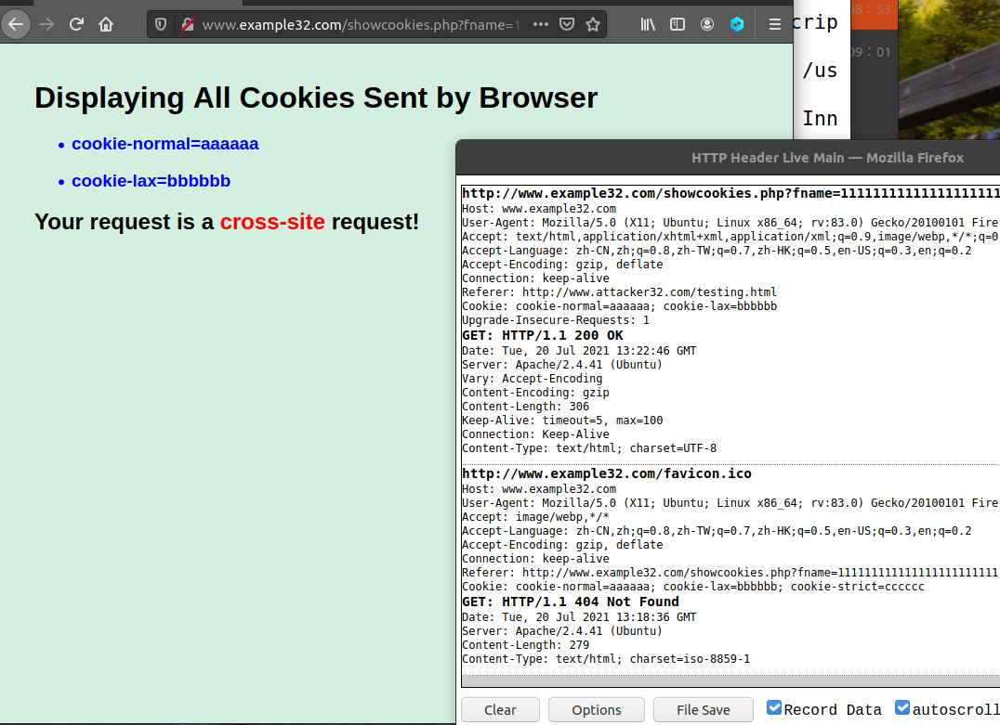 www.example32.com/showcookies.php?fname=1
crip
08 : 53
09 : 01
/us
Inn
Displaying All Cookies Sent by Browser
• cookie-normal=aaaaaa
• cookie-lax=bbbbbb
Your request is a cross-site request!
HTTP Header Live Main — Mozilla Firefox
http://www.example32.com/showcookies.php?fname=11111111111111111111
Host: www.example32.com
User-Agent: Mozilla/5.0 (X11; Ubuntu; Linux x86_64; rv:83.0) Gecko/20100101 Firef
Accept: text/html,application/xhtml+xml,application/xml;q=0.9,image/webp,*/*;q=0
Accept-Language: zh-CN,zh;q=0.8,zh-TW;q=0.7,zh-HK;q=0.5,en-US;q=0.3,en;q=0.2
Accept-Encoding: gzip, deflate
Connection: keep-alive
Referer: http://www.attacker32.com/testing.html
Cookie: cookie-normal=aaaaaa; cookie-lax=bbbbbb
Upgrade-Insecure-Requests: 1
GET: HTTP/1.1 200 OK
Date: Tue, 20 Jul 2021 13:22:46 GMT
Server: Apache/2.4.41 (Ubuntu)
Vary: Accept-Encoding
Content-Encoding: gzip
Content-Length: 306
Keep-Alive: timeout=5, max=100
Connection: Keep-Alive
Content-Type: text/html; charset=UTF-8
http://www.example32.com/favicon.ico
Host: www.example32.com
User-Agent: Mozilla/5.0 (X11; Ubuntu; Linux x86_64; rv:83.0) Gecko/20100101 Firef
Accept: image/webp,*/*
Accept-Language: zh-CN,zh;q=0.8,zh-TW;q=0.7,zh-HK;q=0.5,en-US;q=0.3,en;q=0.2
Accept-Encoding: gzip, deflate
Connection: keep-alive
Referer: http://www.example32.com/showcookies.php?fname=111111111111111111111111
Cookie: cookie-normal=aaaaaa; cookie-lax=bbbbbb; cookie-strict=cccccc
GET: HTTP/1.1 404 Not Found
Date: Tue, 20 Jul 2021 13:18:36 GMT
Server: Apache/2.4.41 (Ubuntu)
Content-Length: 279
Content-Type: text/html; charset=iso-8859-1
Clear
Options
File Save
Record Data
autoscroll